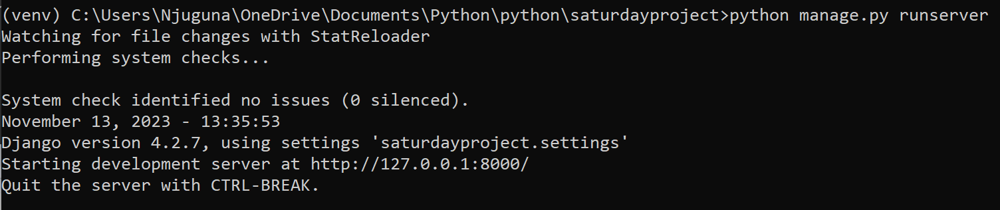 (venv) C:\Users\Njuguna\OneDrive\Documents\Python\python\saturdayproject>python manage.py runserver
Watching for file changes with StatReloader
Performing system checks...
System check identified no issues (0 silenced).
November 13, 2023 - 13:35:53
Django version 4.2.7, using settings 'saturdayproject.settings'
Starting development server at http://127.0.0.1:8000/
Quit the server with CTRL-BREAK.